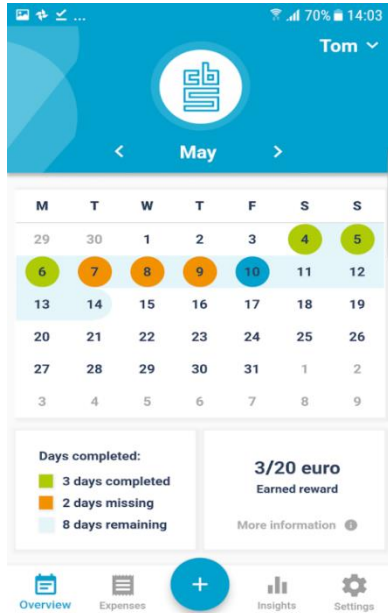 ... 70% 14:03
Tom
cbs
< May >
M T W T F S S
29 30 1 2 3 4 5
6 7 8 9 10 11 12
13 14 15 16 17 18 19
20 21 22 23 24 25 26
27 28 29 30 31 1 2
3 4 5 6 7 8 9
Days completed:
3 days completed
2 days missing
8 days remaining
3/20 euro
Earned reward
More information
+
Overview Expenses Insights Settings